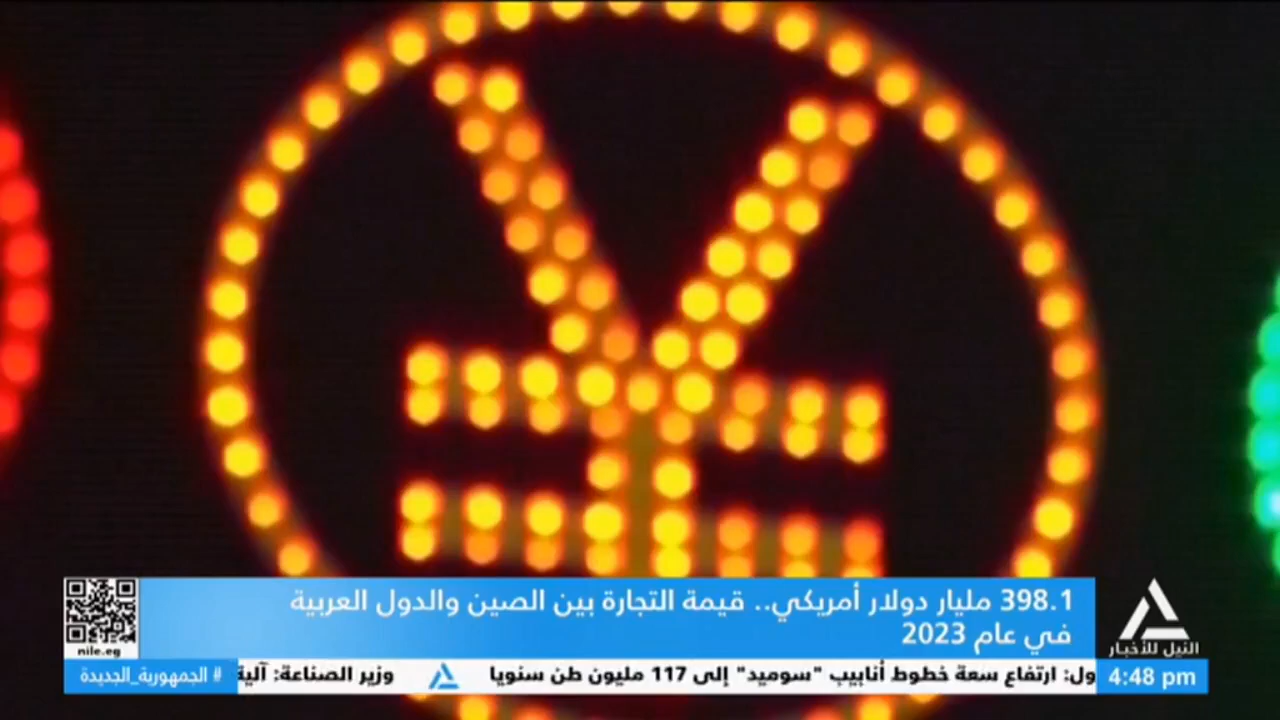 ¥
398.1 مليار دولار أمريكي.. قيمة التجارة بين الصين والدول العربية
في عام 2023
nile.eg
النيل للأخبار
ول: ارتفاع سعة خطوط أنابيب "سوميد" إلى 117 مليون طن سنويا
وزير الصناعة: آلية
# الجمهورية_الجديدة
4:48 pm